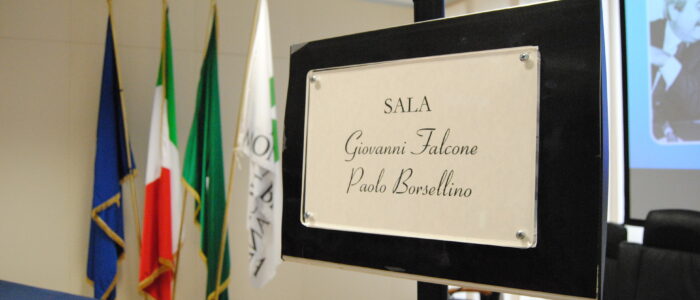 SALA
Giovanni Falcone
Paolo Borsellino